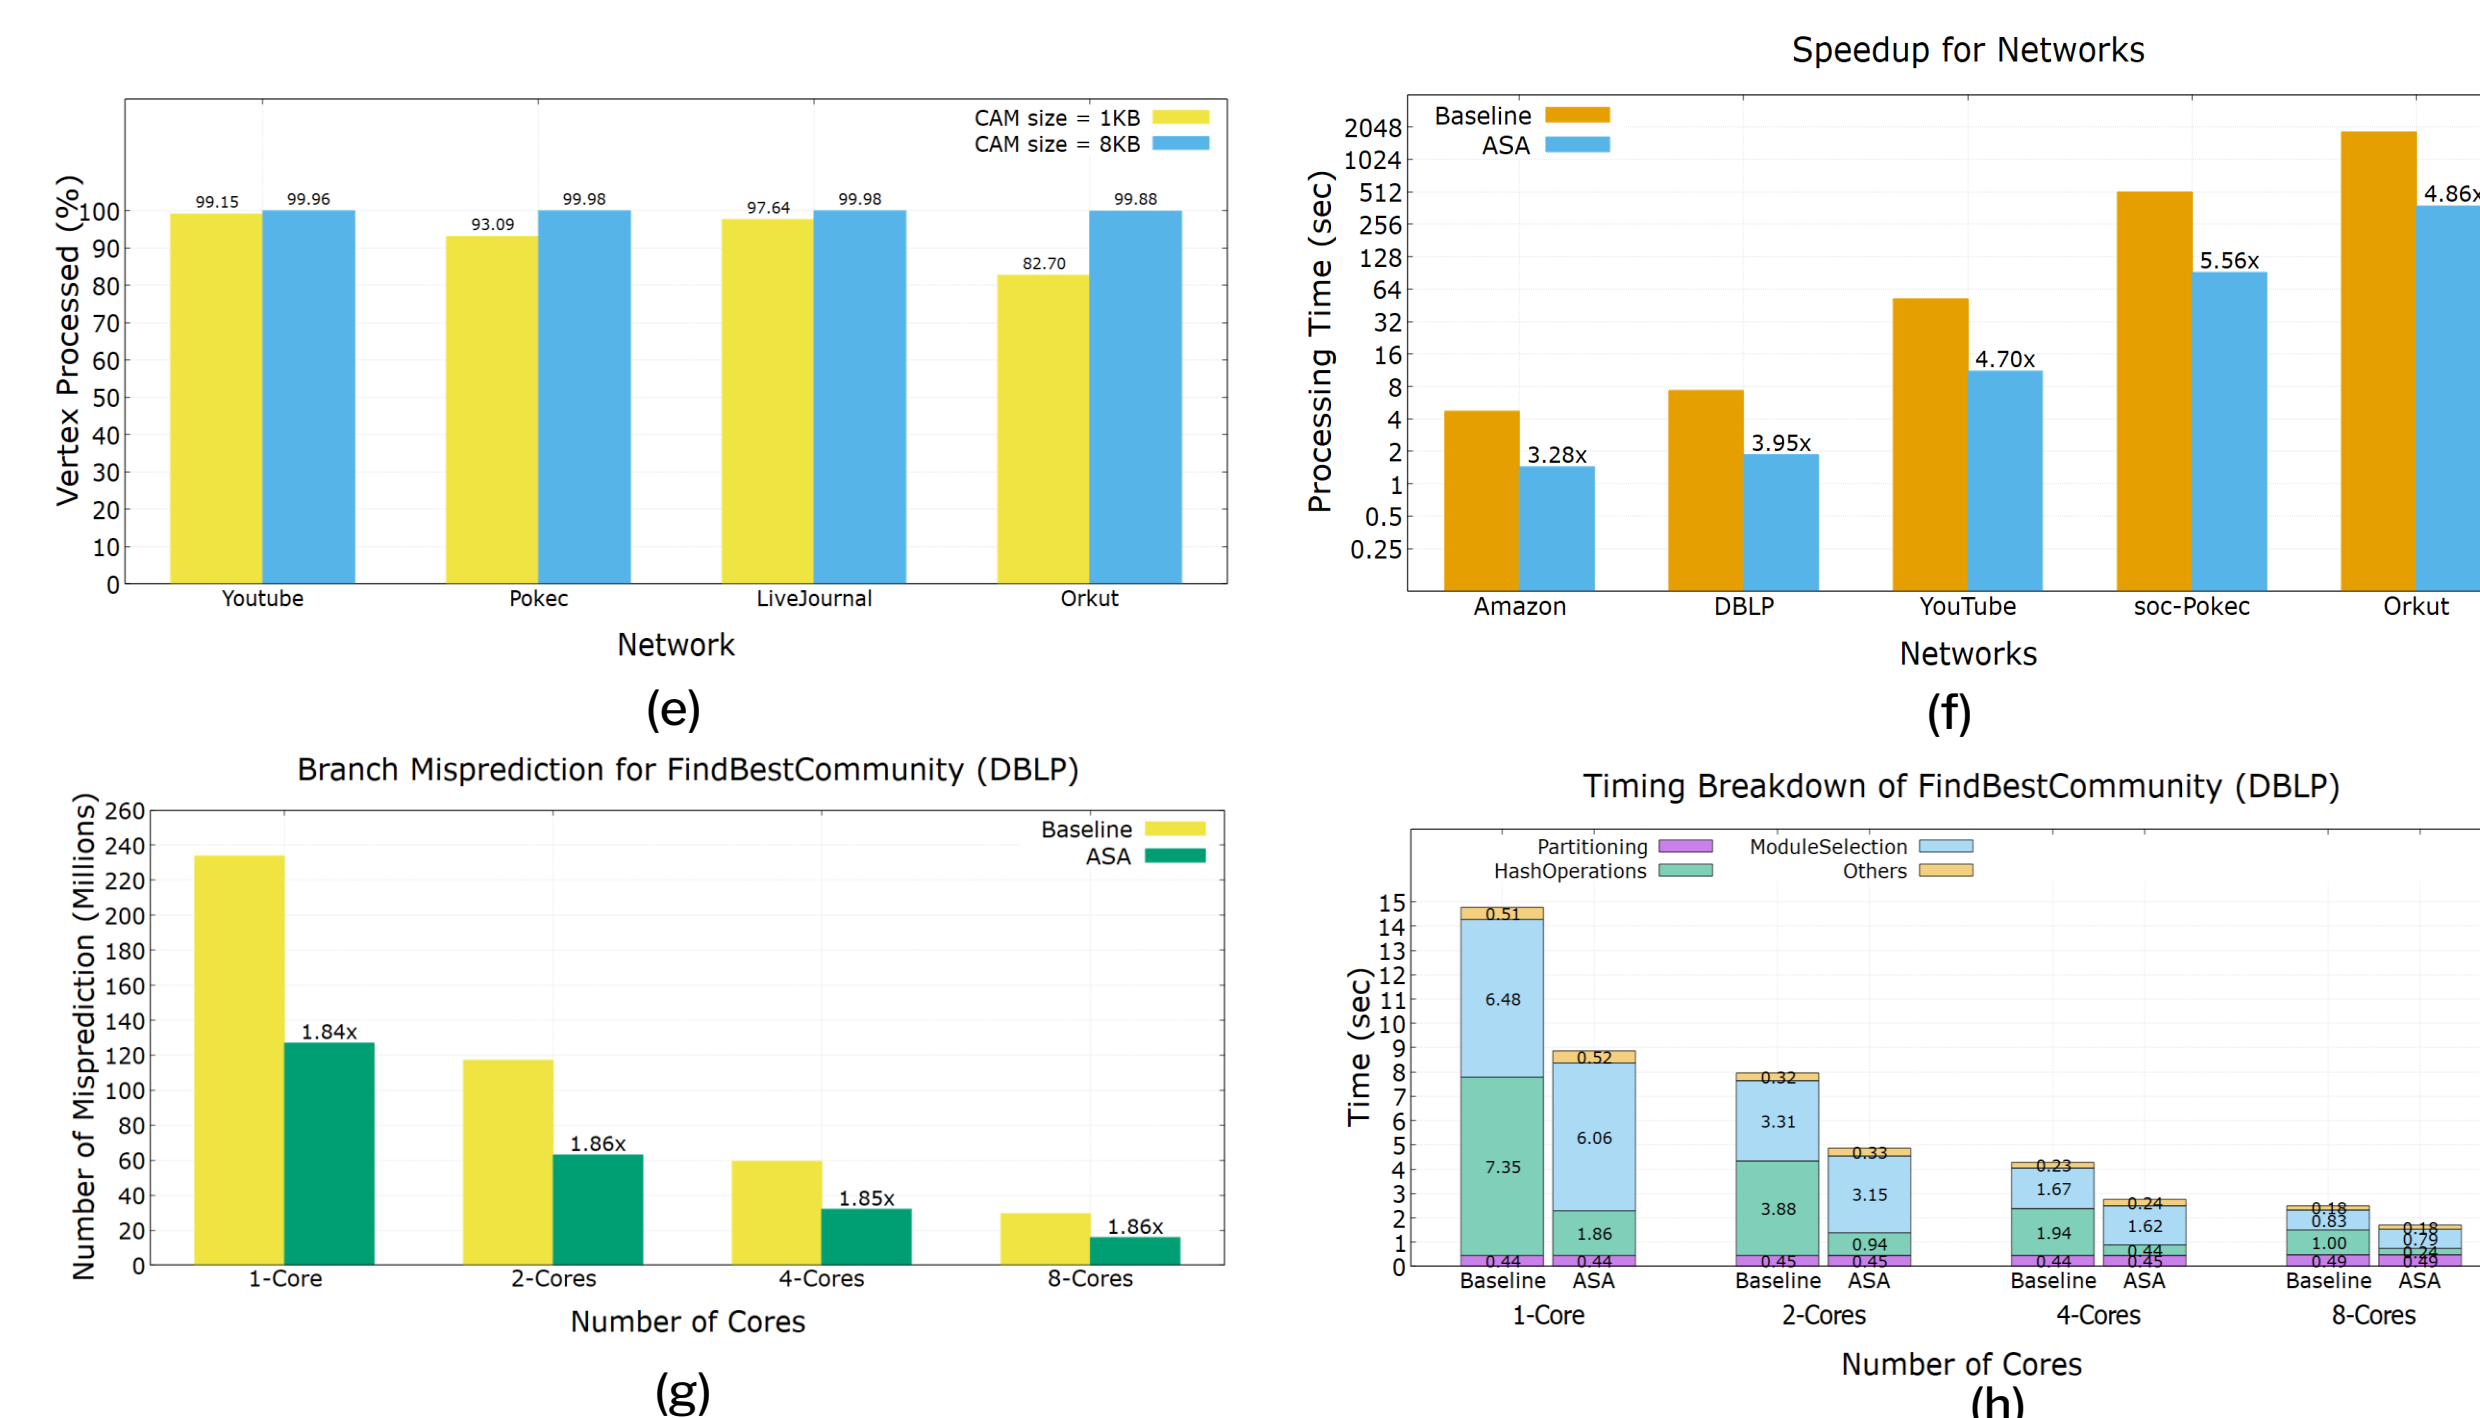 CAM size = 1KB
CAM size = 8KB
Vertex Processed (%)
100
90
80
70
60
50
40
30
20
10
0
99.15 99.96 93.09 99.98 97.64 99.98 82.70 99.88
Youtube Pokec LiveJournal Orkut
Network
(e)
Speedup for Networks
Baseline
ASA
Processing Time (sec)
2048
1024
512
256
128
64
32
16
8
4
2
1
0.5
0.25
3.28x 3.95x 4.70x 5.56x 4.86x
Amazon DBLP YouTube soc-Pokec Orkut
Networks
(f)
Branch Misprediction for FindBestCommunity (DBLP)
Baseline
ASA
Number of Misprediction (Millions)
260
240
220
200
180
160
140
120
100
80
60
40
20
0
1.84x 1.86x 1.85x 1.86x
1-Core 2-Cores 4-Cores 8-Cores
Number of Cores
(g)
Timing Breakdown of FindBestCommunity (DBLP)
Partitioning ModuleSelection
HashOperations Others
Time (sec)
15
14
13
12
11
10
9
8
7
6
5
4
3
2
1
0
0.51
6.48
7.35
0.44
0.52
6.06
1.86
0.44
0.32
3.31
3.88
0.45
0.33
3.15
0.94
0.45
0.23
1.67
1.94
0.44
0.24
1.62
0.44
0.45
0.18
0.83
1.00
0.49
0.18
0.79
0.24
0.49
Baseline ASA Baseline ASA Baseline ASA Baseline ASA
1-Core 2-Cores 4-Cores 8-Cores
Number of Cores
(h)